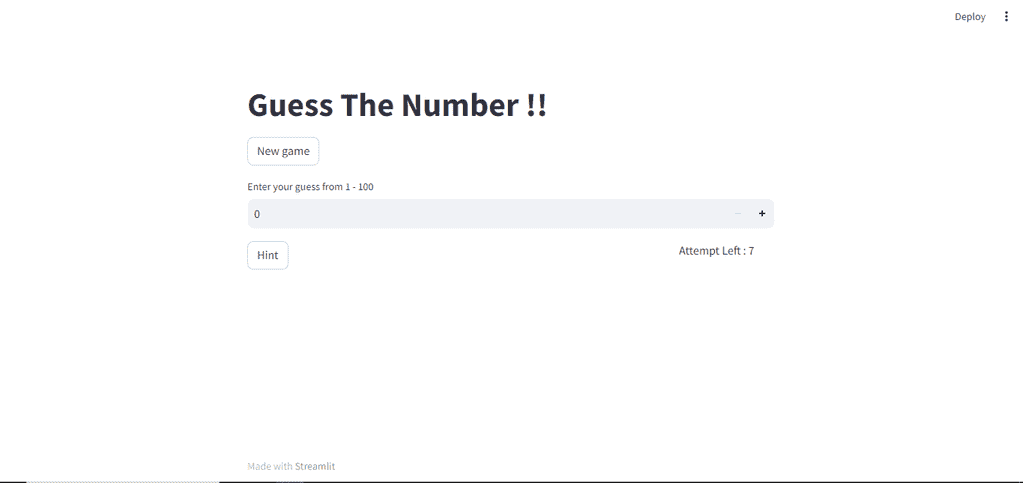 Deploy
Guess The Number !!
New game
Enter your guess from 1 - 100
0
Hint
Attempt Left : 7
Made with Streamlit